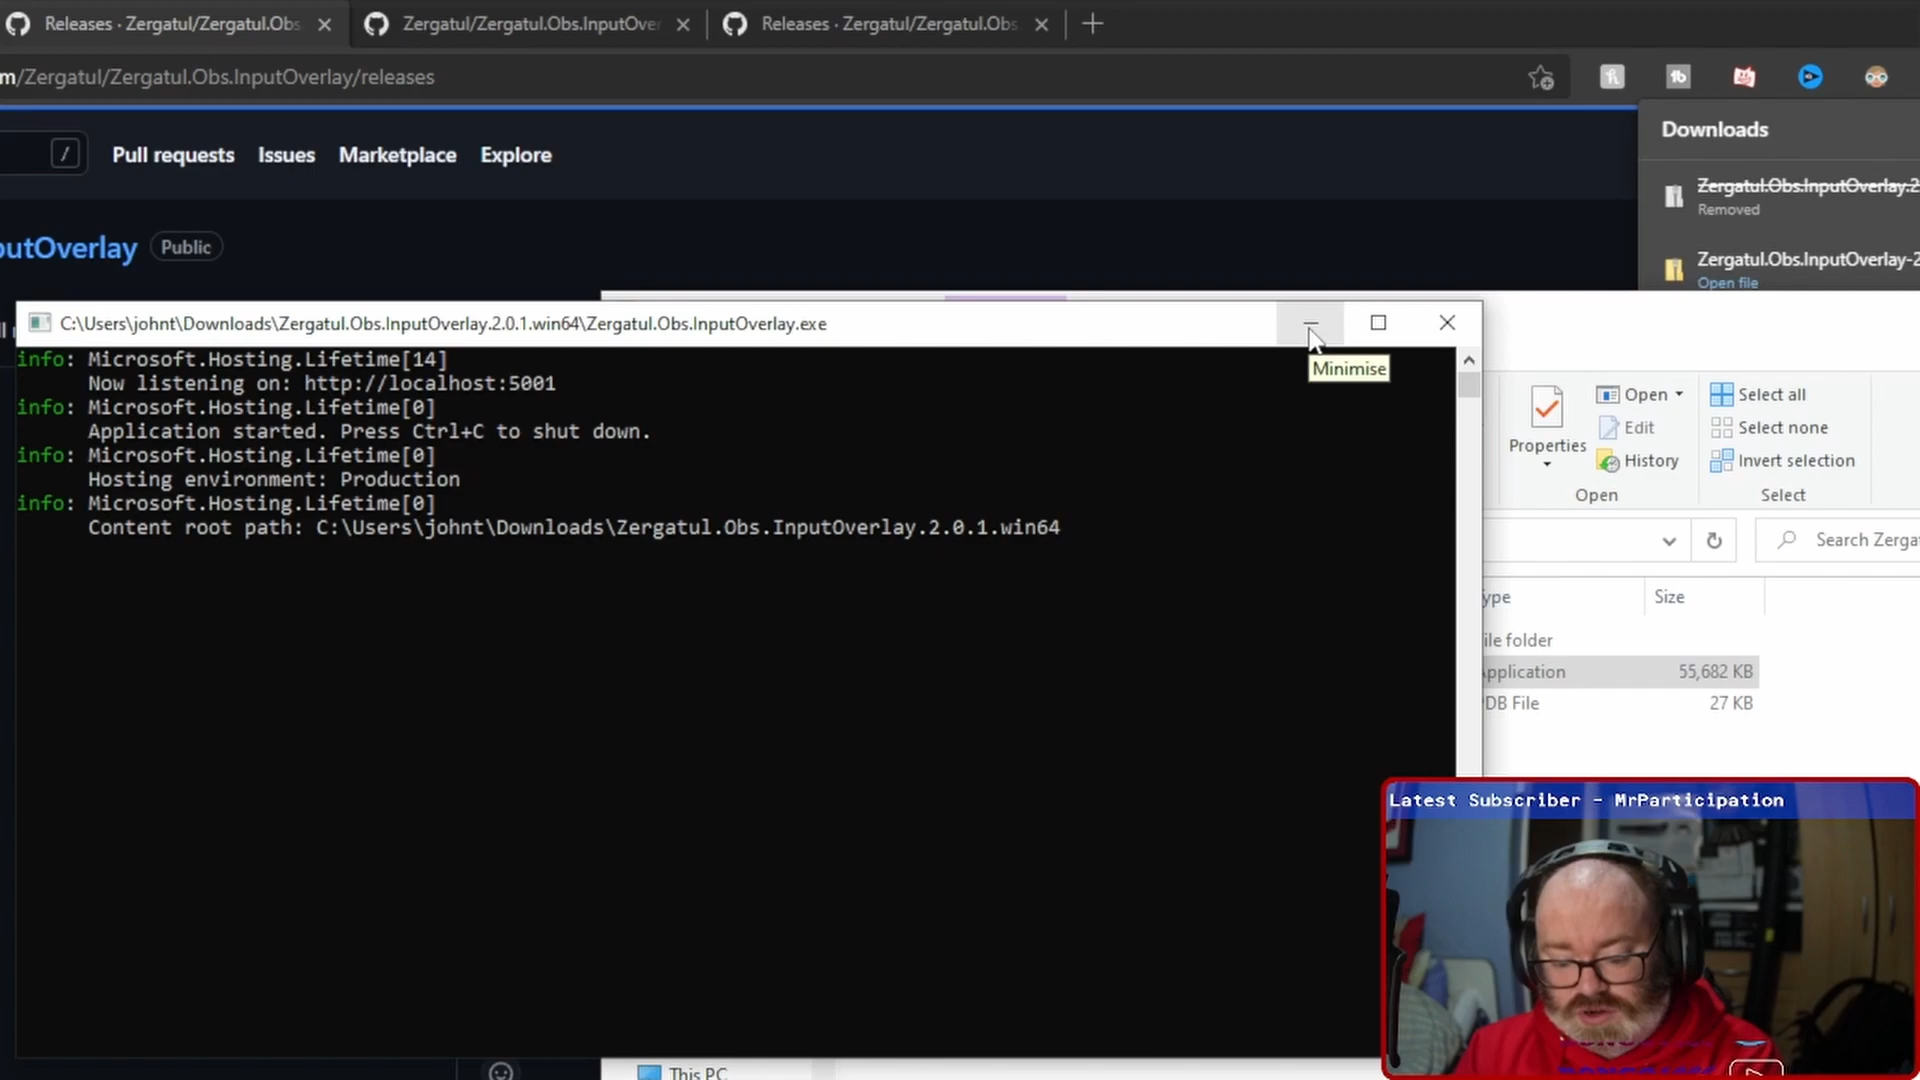 Releases · Zergatul/Zergatul.Obs
Zergatul/Zergatul.Obs.InputOver
Releases · Zergatul/Zergatul.Obs
m/Zergatul/Zergatul.Obs.InputOverlay/releases
Downloads
/
Pull requests
Issues
Marketplace
Explore
Zergatul.Obs.InputOverlay.2
Removed
Zergatul.Obs.InputOverlay-2
Open file
outOverlay
Public
C:\Users\johnt\Downloads\Zergatul.Obs.InputOverlay.2.0.1.win64\Zergatul.Obs.InputOverlay.exe
Minimise
info: Microsoft.Hosting.Lifetime[14]
Now listening on: http://localhost:5001
info: Microsoft.Hosting.Lifetime[0]
Application started. Press Ctrl+C to shut down.
info: Microsoft.Hosting.Lifetime[0]
Hosting environment: Production
info: Microsoft.Hosting.Lifetime[0]
Content root path: C:\Users\johnt\Downloads\Zergatul.Obs.InputOverlay.2.0.1.win64
Properties
Open
Edit
History
Open
Select all
Select none
Invert selection
Select
Search Zerga
ype
Size
ile folder
Application
55,682 KB
DB File
27 KB
Latest Subscriber - MrParticipation
This PC